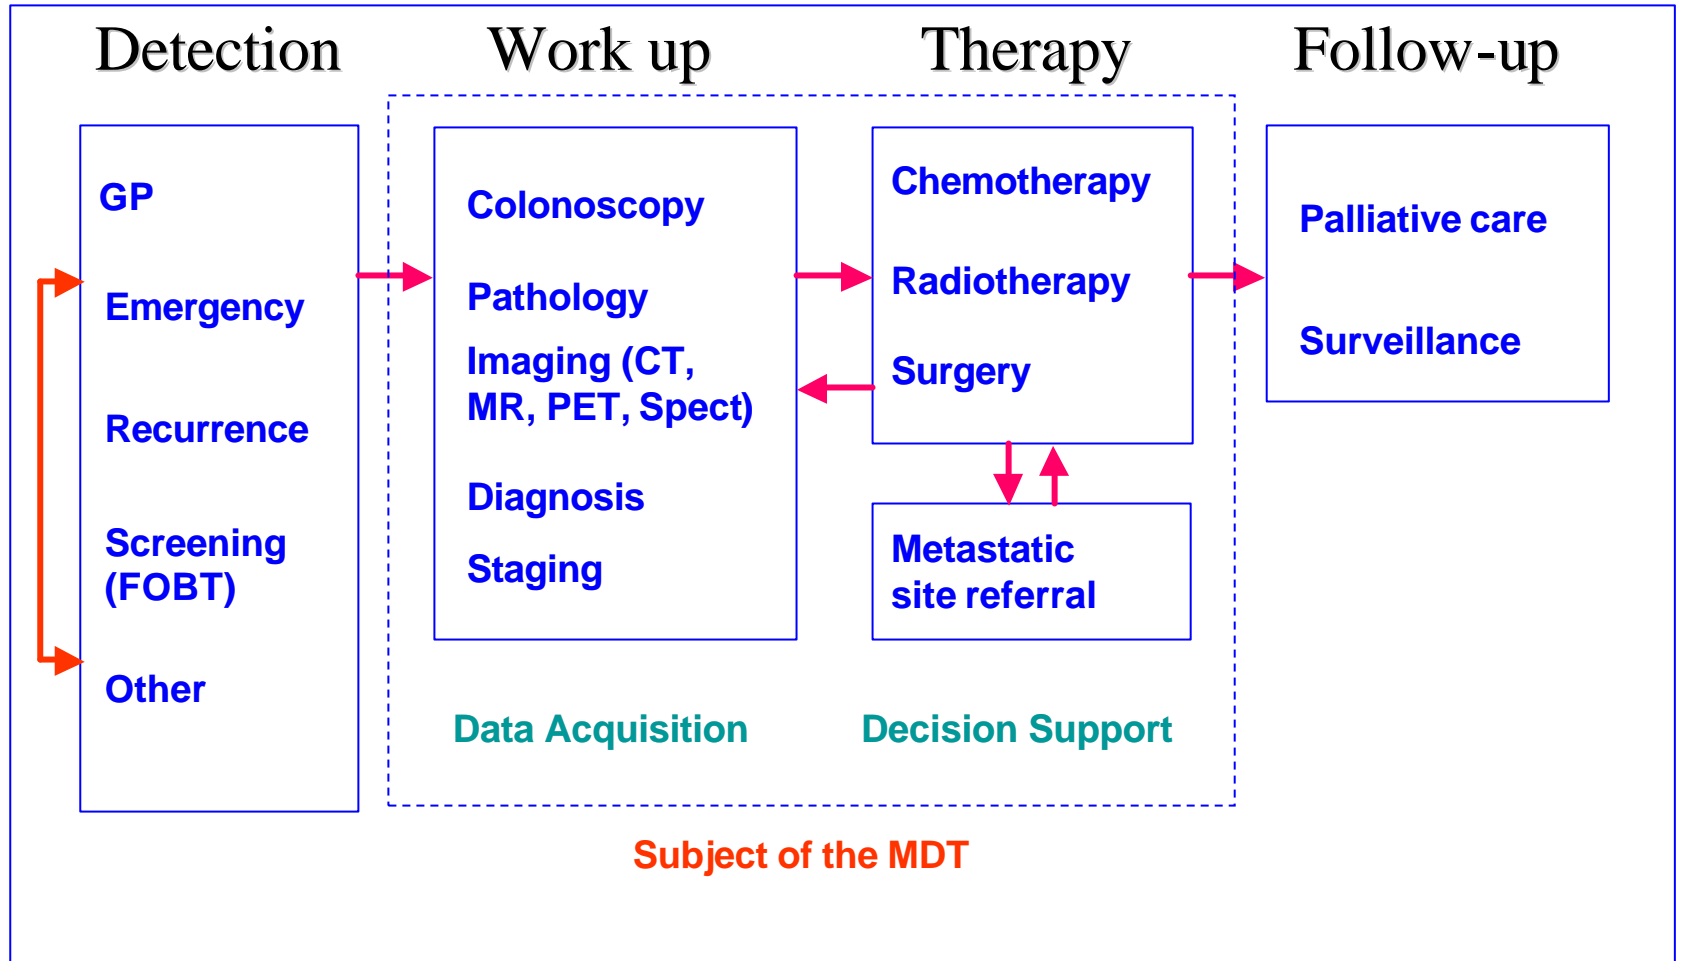 Detection
Work up
Therapy
Follow-up
GP
Emergency
Recurrence
Screening
(FOBT)
Other
Colonoscopy
Pathology
Imaging (CT,
MR, PET, Spect)
Diagnosis
Staging
Data Acquisition
Chemotherapy
Radiotherapy
Surgery
Metastatic
site referral
Decision Support
Palliative care
Surveillance
Subject of the MDT